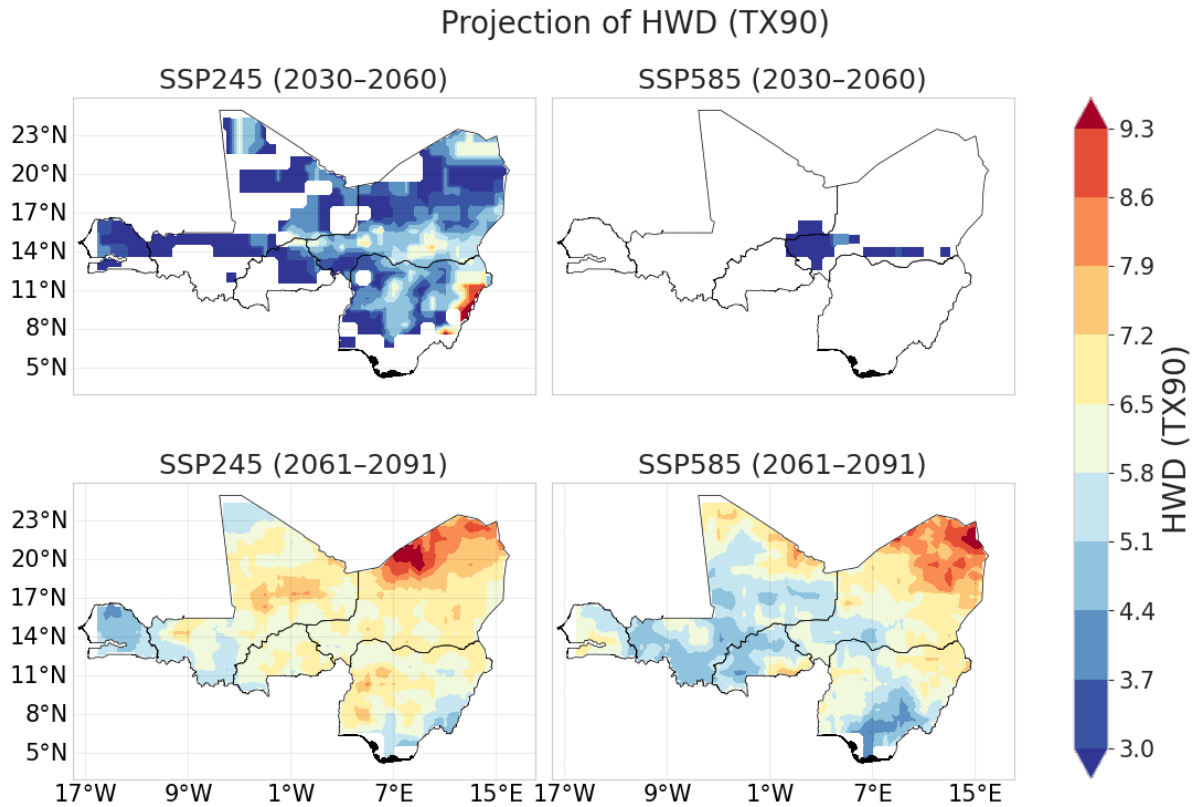 Projection of HWD (TX90)
SSP245 (2030–2060)
SSP585 (2030–2060)
23°N
20°N
17°N
14°N
11°N
8°N
5°N
SSP245 (2061–2091)
SSP585 (2061–2091)
23°N
20°N
17°N
14°N
11°N
8°N
5°N
17°W 9°W 1°W 7°E 15°E 17°W 9°W 1°W 7°E 15°E
9.3
8.6
7.9
7.2
6.5
5.8
5.1
4.4
3.7
3.0
HWD (TX90)